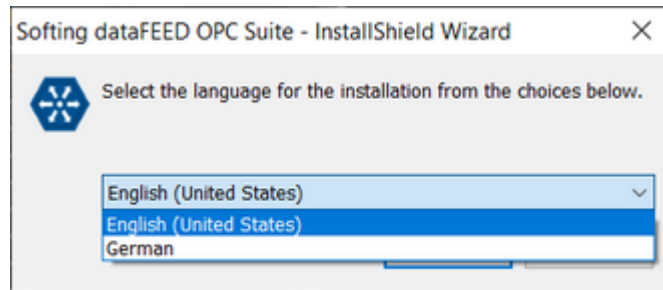 Softing dataFEED OPC Suite - InstallShield Wizard
Select the language for the installation from the choices below.
English (United States)
English (United States)
German